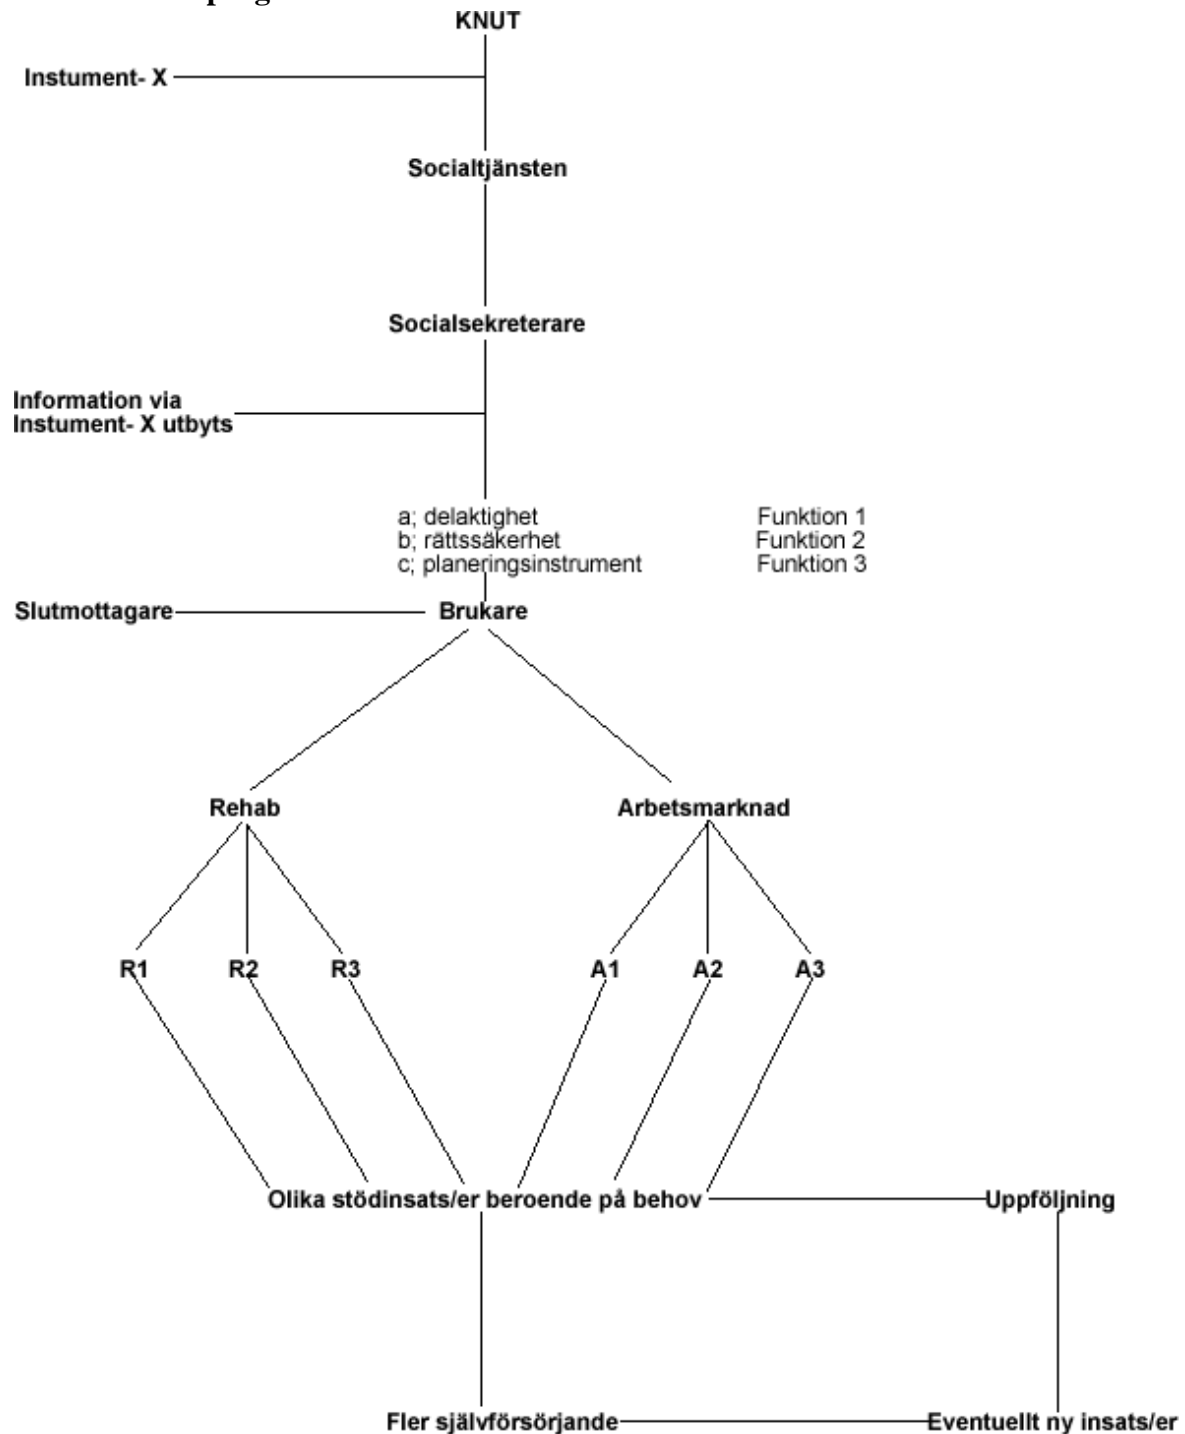 KNUT
Instument- X
Socialtjänsten
Socialsekreterare
Information via
Instument- X utbyts
a; delaktighet Funktion 1
b; rättssäkerhet Funktion 2
c; planeringsinstrument Funktion 3
Slutmottagare Brukare
Rehab Arbetsmarknad
R1 R2 R3 A1 A2 A3
Olika stödinsats/er beroende på behov Uppföljning
Fler självförsörjande Eventuellt ny insats/er